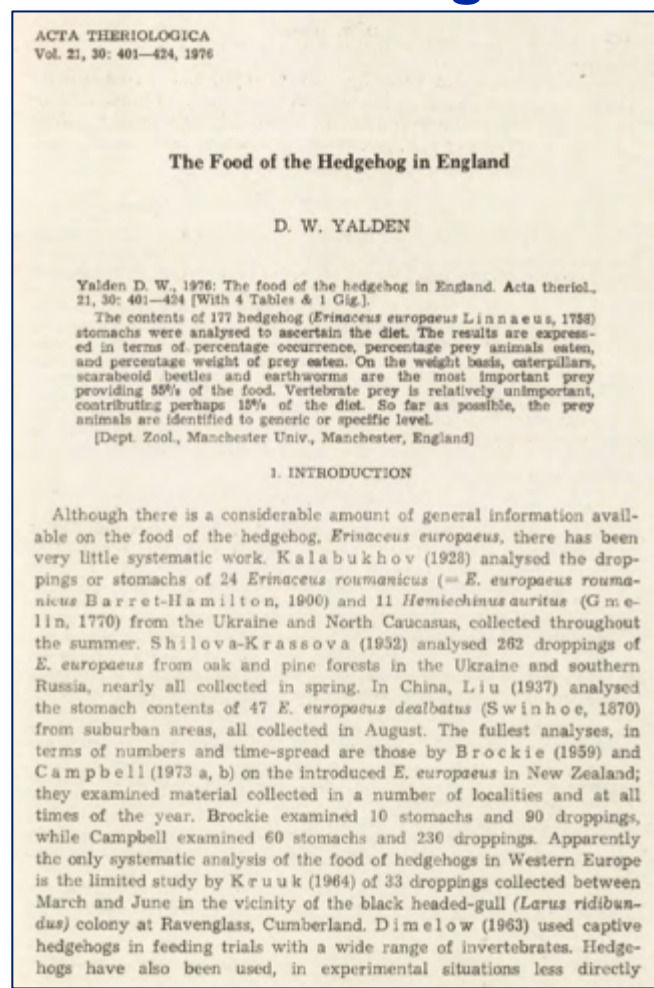 ACTA THERIOLOGICA
Vol. 21, 30: 401—424, 1976
The Food of the Hedgehog in England
D. W. YALDEN
Yalden D. W., 1976: The food of the hedgehog in England. Acta theriol.,
21, 30: 401—424 [With 4 Tables & 1 Gig.].
The contents of 177 hedgehog (Erinaceus europaeus Linnaeus, 1758)
stomachs were analysed to ascertain the diet. The results are express-
ed in terms of percentage occurrence, percentage prey animals eaten,
and percentage weight of prey eaten. On the weight basis, caterpillars,
scarabeoid beetles and earthworms are the most important prey
providing 55% of the food. Vertebrate prey is relatively unimportant,
contributing perhaps 15% of the diet. So far as possible, the prey
animals are identified to generic or specific level.
[Dept. Zool., Manchester Univ., Manchester, England]
1. INTRODUCTION
Although there is a considerable amount of general information avail-
able on the food of the hedgehog, Erinaceus europaeus, there has been
very little systematic work. Kalabukhov (1928) analysed the drop-
pings or stomachs of 24 Erinaceus roumanicus (= E. europaeus rouma-
nicus Barret-Hamilton, 1900) and 11 Hemiechinus auritus (Gme-
lin, 1770) from the Ukraine and North Caucasus, collected throughout
the summer. Shilova-Krassova (1952) analysed 262 droppings of
E. europaeus from oak and pine forests in the Ukraine and southern
Russia, nearly all collected in spring. In China, Liu (1937) analysed
the stomach contents of 47 E. europaeus dealbatus (Swinhoe, 1870)
from suburban areas, all collected in August. The fullest analyses, in
terms of numbers and time-spread are those by Brockie (1959) and
Campbell (1973 a, b) on the introduced E. europaeus in New Zealand;
they examined material collected in a number of localities and at all
times of the year. Brockie examined 10 stomachs and 90 droppings,
while Campbell examined 60 stomachs and 230 droppings. Apparently
the only systematic analysis of the food of hedgehogs in Western Europe
is the limited study by Kruuk (1964) of 33 droppings collected between
March and June in the vicinity of the black headed-gull (Larus ridibun-
dus) colony at Ravenglass, Cumberland. Dimelow (1963) used captive
hedgehogs in feeding trials with a wide range of invertebrates. Hedge-
hogs have also been used, in experimental situations less directly